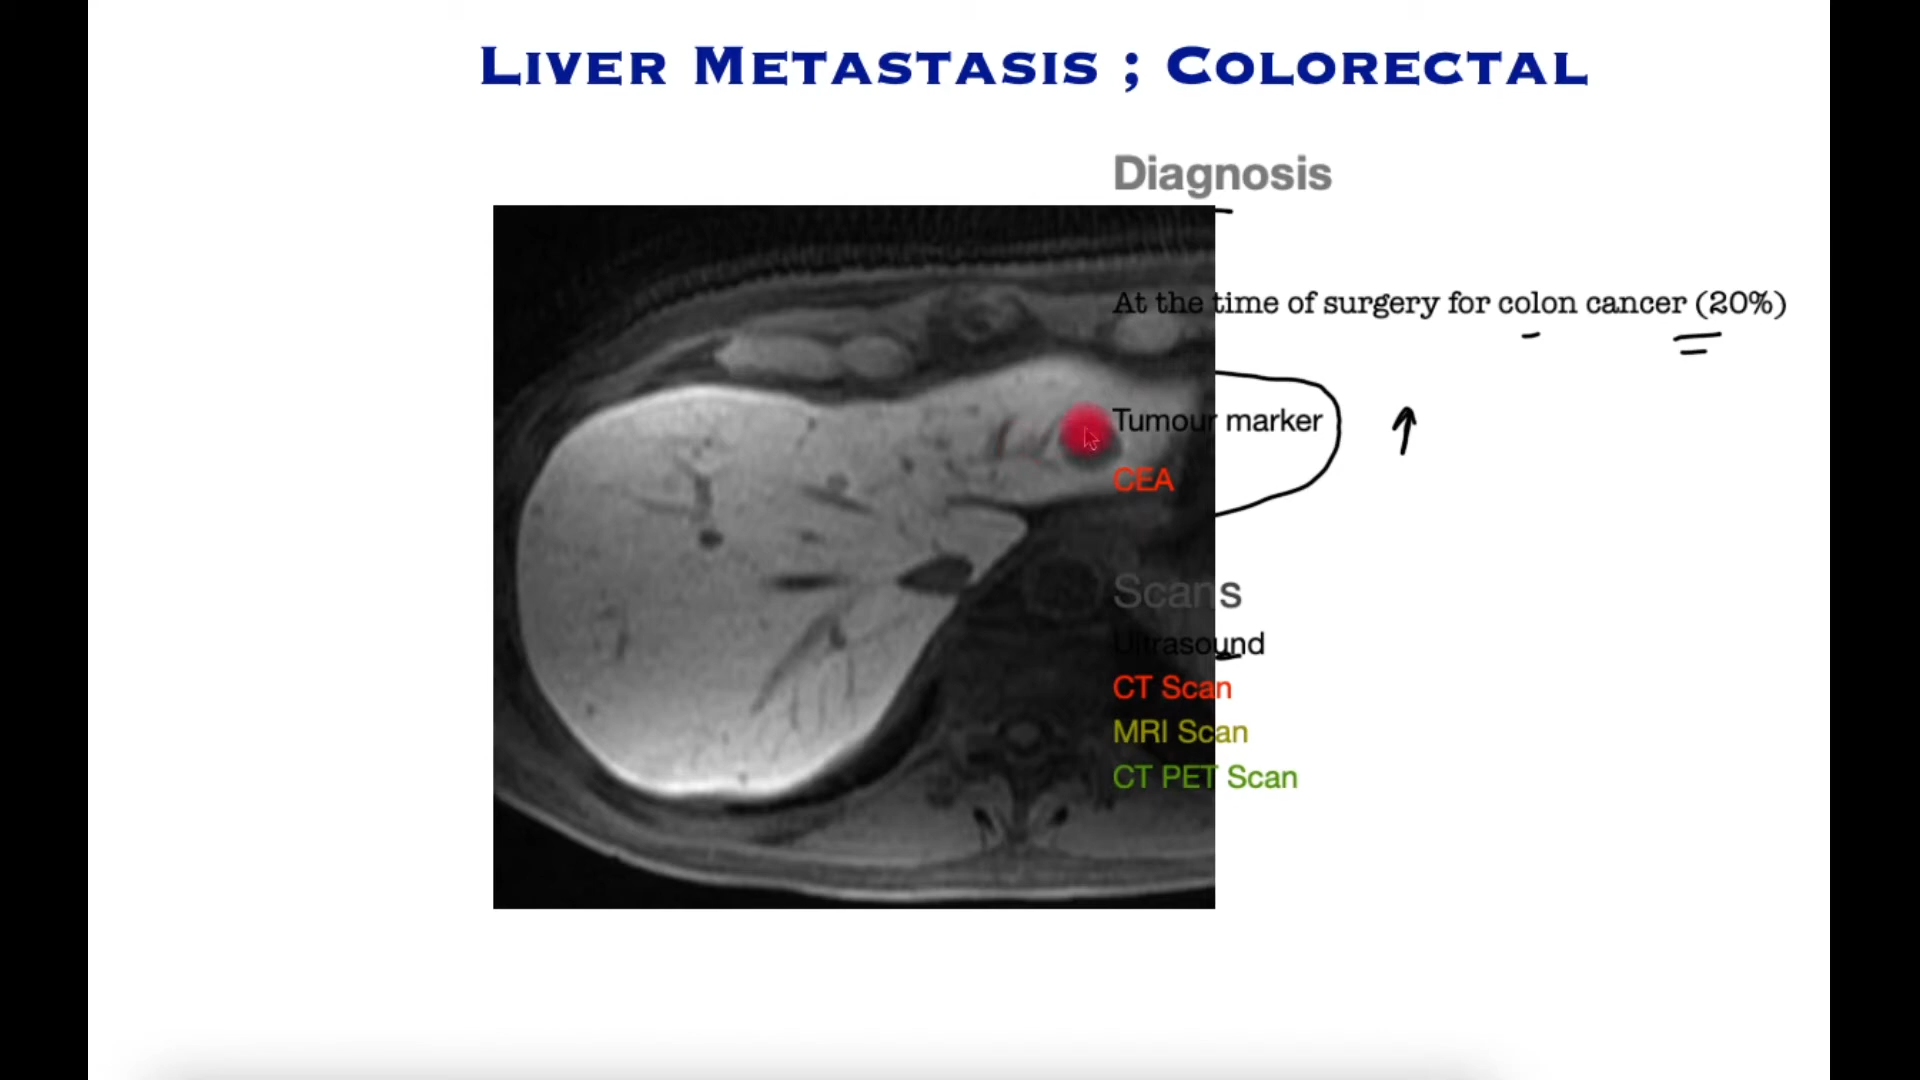 LIVER METASTASIS ; COLORECTAL
Diagnosis
At the time of surgery for colon cancer (20%)
Tumour marker
CEA
Scans
Ultrasound
CT Scan
MRI Scan
CT PET Scan